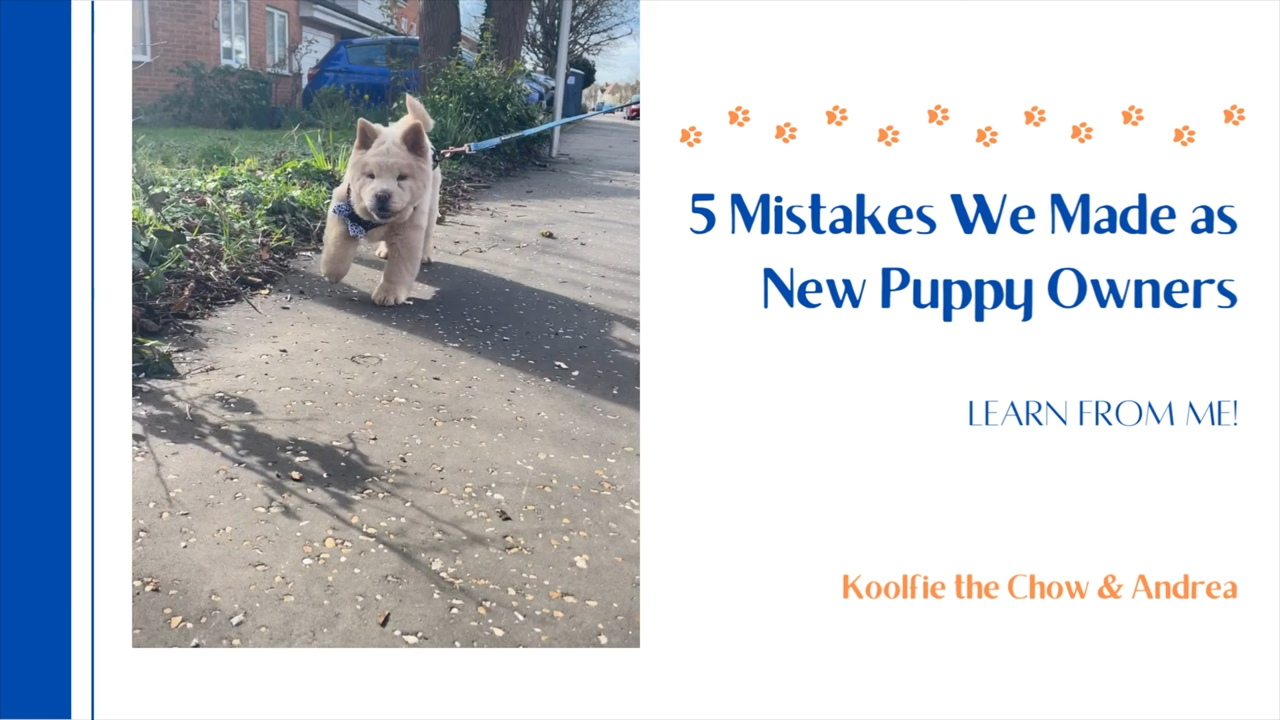 5 Mistakes We Made as
New Puppy Owners
LEARN FROM ME!
Koolfie the Chow & Andrea